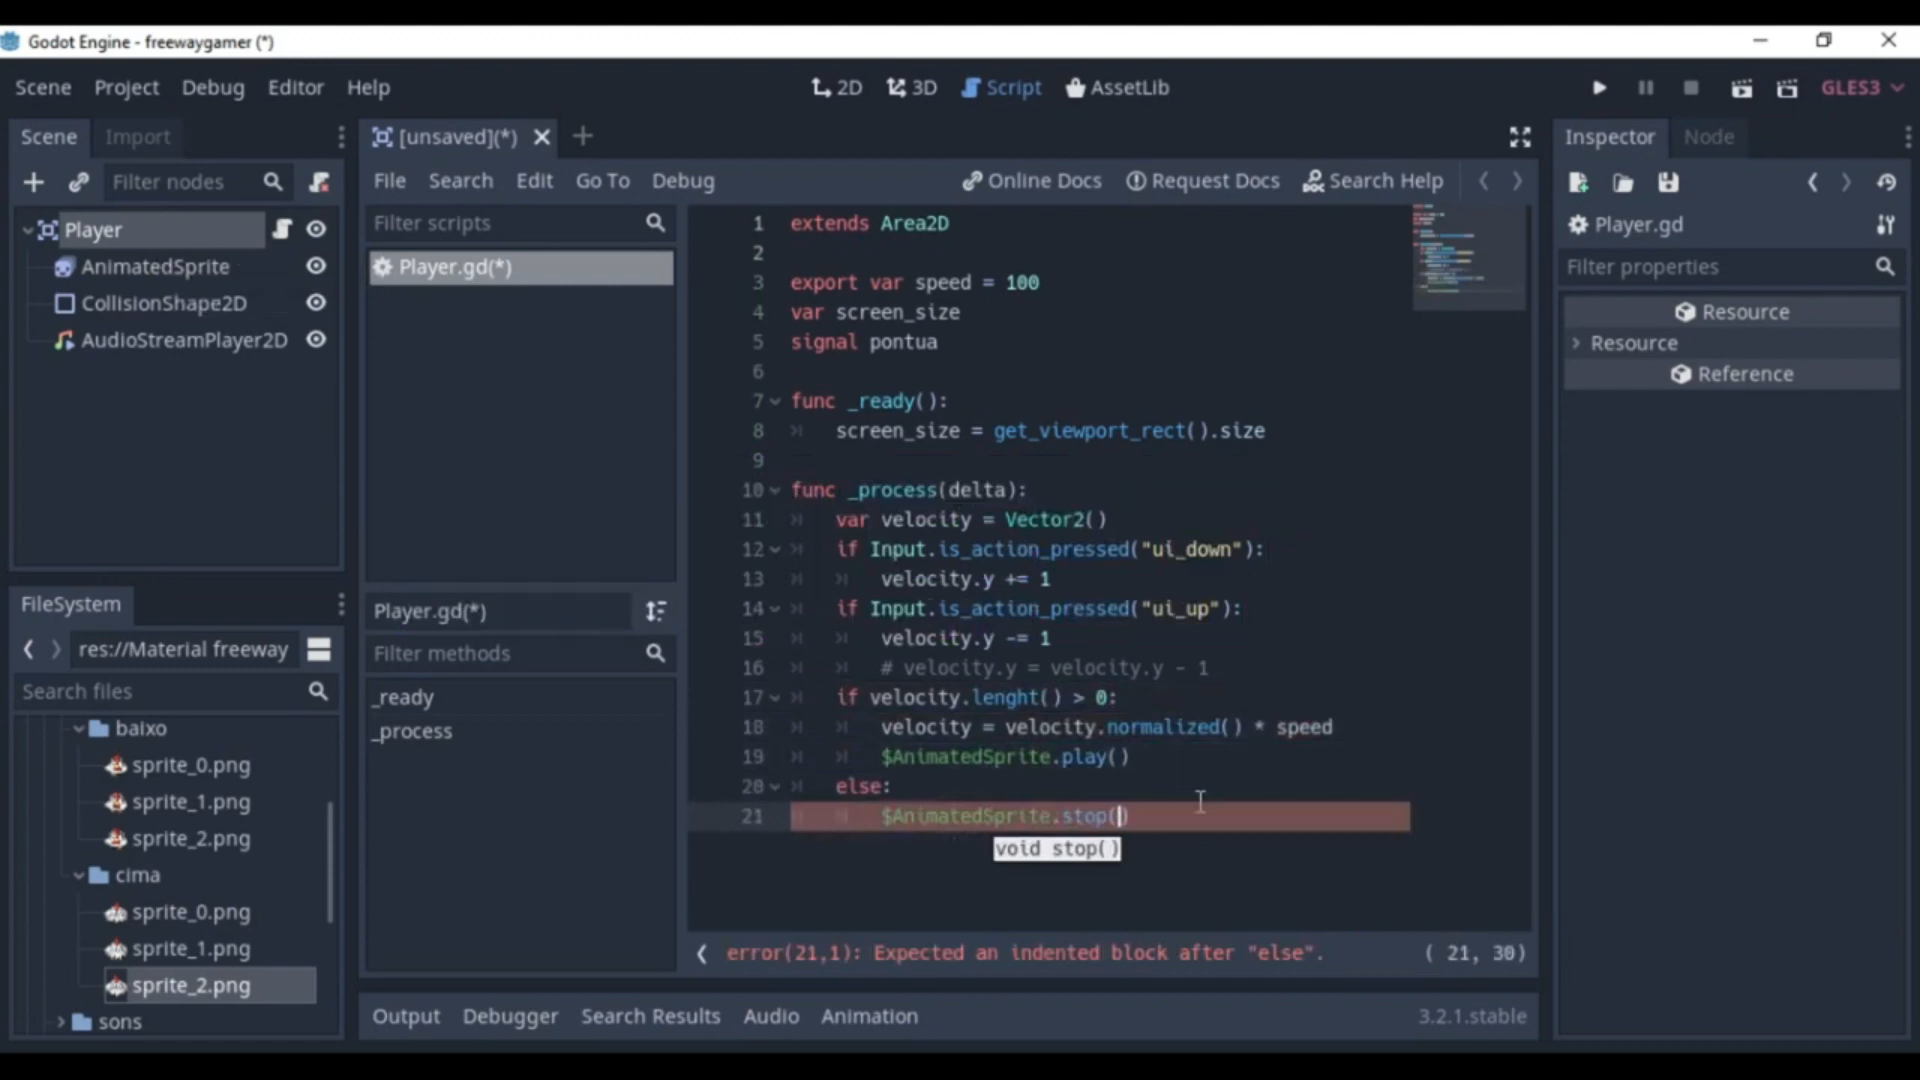 Godot Engine - freewaygamer (*)
Scene Project Debug Editor Help
2D 3D Script AssetLib
GLES3
Scene Import
Filter nodes
Player
AnimatedSprite
CollisionShape2D
AudioStreamPlayer2D
FileSystem
res://Material freeway
Search files
baixo
sprite_0.png
sprite_1.png
sprite_2.png
cima
sprite_0.png
sprite_1.png
sprite_2.png
sons
[unsaved](*)
File Search Edit Go To Debug
Online Docs Request Docs Search Help
Filter scripts
Player.gd(*)
Player.gd(*)
Filter methods
_ready
_process
1 extends Area2D
2
3 export var speed = 100
4 var screen_size
5 signal pontua
6
7 func _ready():
8 screen_size = get_viewport_rect().size
9
10 func _process(delta):
11 var velocity = Vector2()
12 if Input.is_action_pressed("ui_down"):
13 velocity.y += 1
14 if Input.is_action_pressed("ui_up"):
15 velocity.y -= 1
16 # velocity.y = velocity.y - 1
17 if velocity.lenght() > 0:
18 velocity = velocity.normalized() * speed
19 $AnimatedSprite.play()
20 else:
21 $AnimatedSprite.stop()
void stop()
error(21,1): Expected an indented block after "else".
( 21, 30)
Output Debugger Search Results Audio Animation
3.2.1.stable
Inspector Node
Player.gd
Filter properties
Resource
Resource
Reference